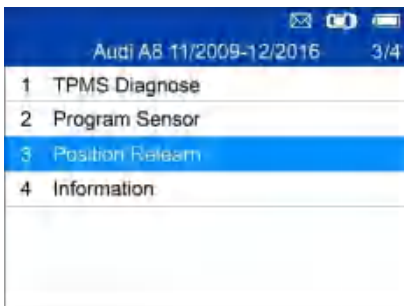 Audi A8 11/2009-12/2016 3/4
1 TPMS Diagnose
2 Program Sensor
3 Position Relearn
4 Information